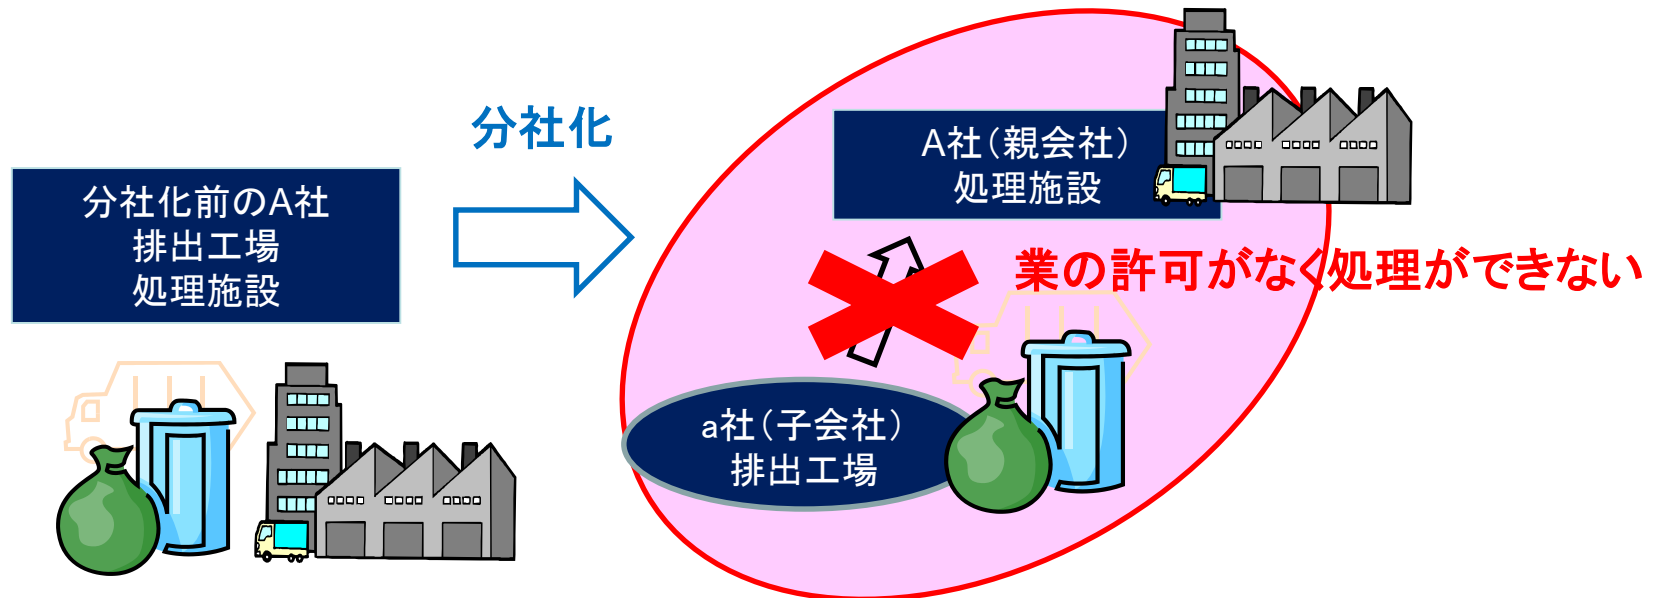 分社化前のA社
排出工場
処理施設
分社化
A社（親会社）
処理施設
業の許可がなく処理ができない
a社（子会社）
排出工場